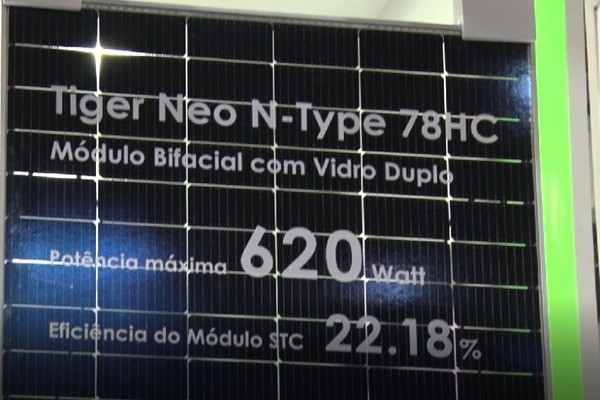 Tiger Neo N-Type 78HC
Módulo Bifacial com Vidro Duplo
Potência máxima 620 Watt
Eficiência do Módulo STC 22.18%